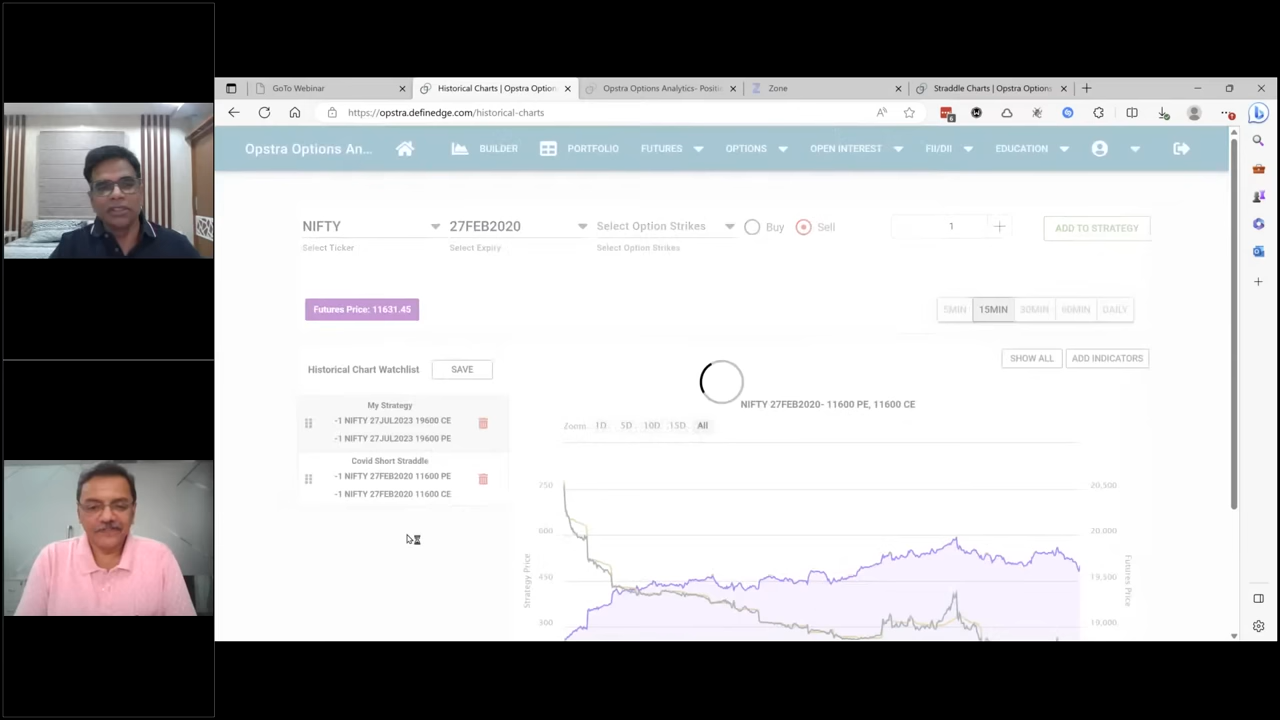 GoTo Webinar
Historical Charts | Opstra Option
Opstra Options Analytics- Positi
Zone
Straddle Charts | Opstra Options
https://opstra.definedge.com/historical-charts
Opstra Options An...
BUILDER
PORTFOLIO
FUTURES
OPTIONS
OPEN INTEREST
FII/DII
EDUCATION
NIFTY
27FEB2020
Select Option Strikes
Buy
Sell
1
ADD TO STRATEGY
Select Ticker
Select Expiry
Select Option Strikes
Futures Price: 11631.45
5MIN
15MIN
30MIN
60MIN
DAILY
Historical Chart Watchlist
SAVE
SHOW ALL
ADD INDICATORS
My Strategy
-1 NIFTY 27JUL2023 19600 CE
-1 NIFTY 27JUL2023 19600 PE
Covid Short Straddle
-1 NIFTY 27FEB2020 11600 PE
-1 NIFTY 27FEB2020 11600 CE
NIFTY 27FEB2020- 11600 PE, 11600 CE
Zoom
1D
5D
10D
15D
All
750
20,500
600
20,000
450
19,500
300
19,000
Strategy Price
Futures Price